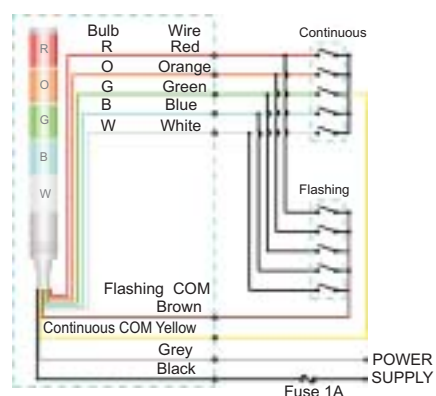 Bulb Wire Continuous
R R Red
O O Orange
G G Green
B Blue
W White
B
W
Flashing
Flashing COM
Brown
Continuous COM Yellow
Grey
Black
POWER
SUPPLY
Fuse 1A